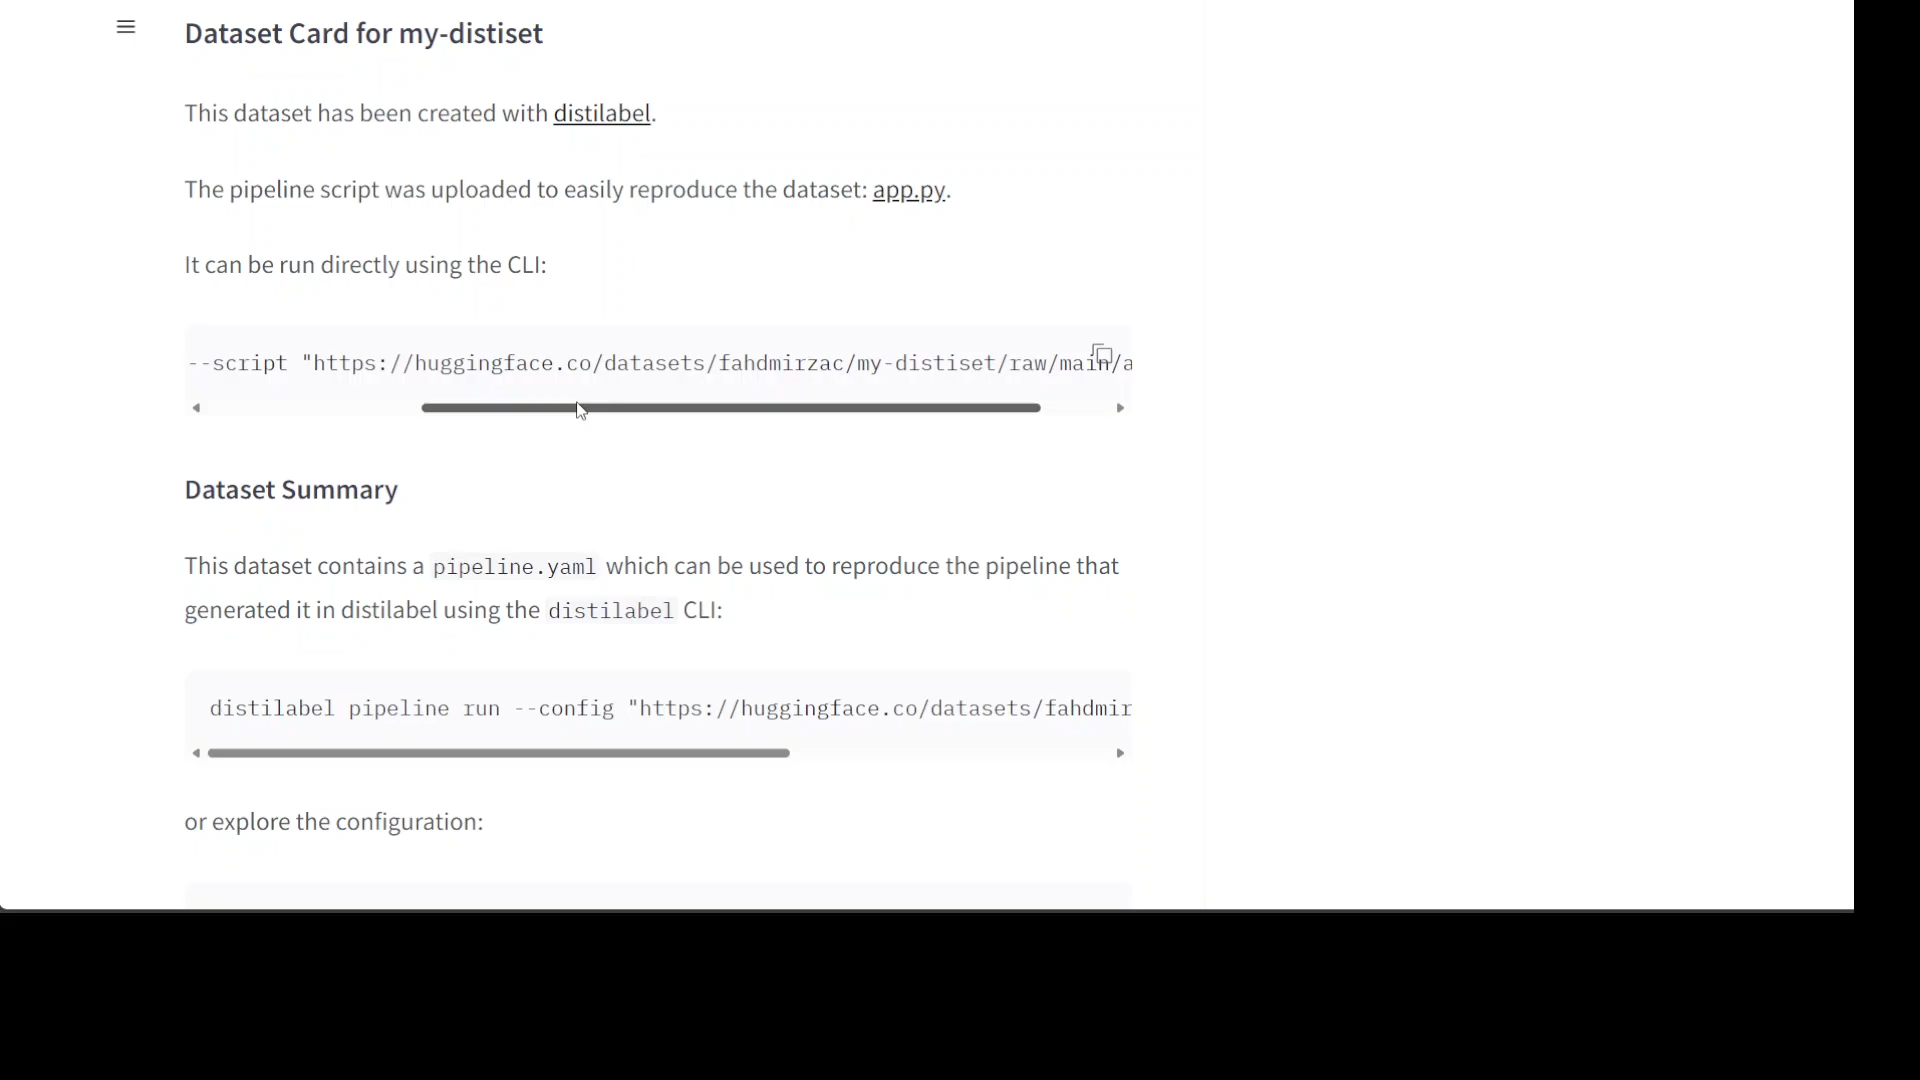 Dataset Card for my-distiset
This dataset has been created with distilabel.
The pipeline script was uploaded to easily reproduce the dataset: app.py.
It can be run directly using the CLI:
--script "https://huggingface.co/datasets/fahdmirzac/my-distiset/raw/main/a
Dataset Summary
This dataset contains a pipeline.yaml which can be used to reproduce the pipeline that
generated it in distilabel using the distilabel CLI:
distilabel pipeline run --config "https://huggingface.co/datasets/fahdmir
or explore the configuration: